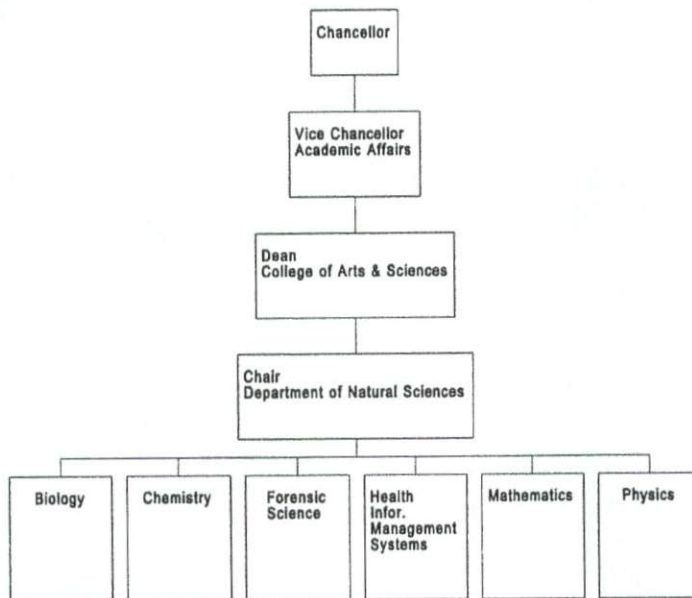 Chancellor
Vice Chancellor
Academic Affairs
Dean
College of Arts & Sciences
Chair
Department of Natural Sciences
Biology
Chemistry
Forensic
Science
Health
Infor.
Management
Systems
Mathematics
Physics